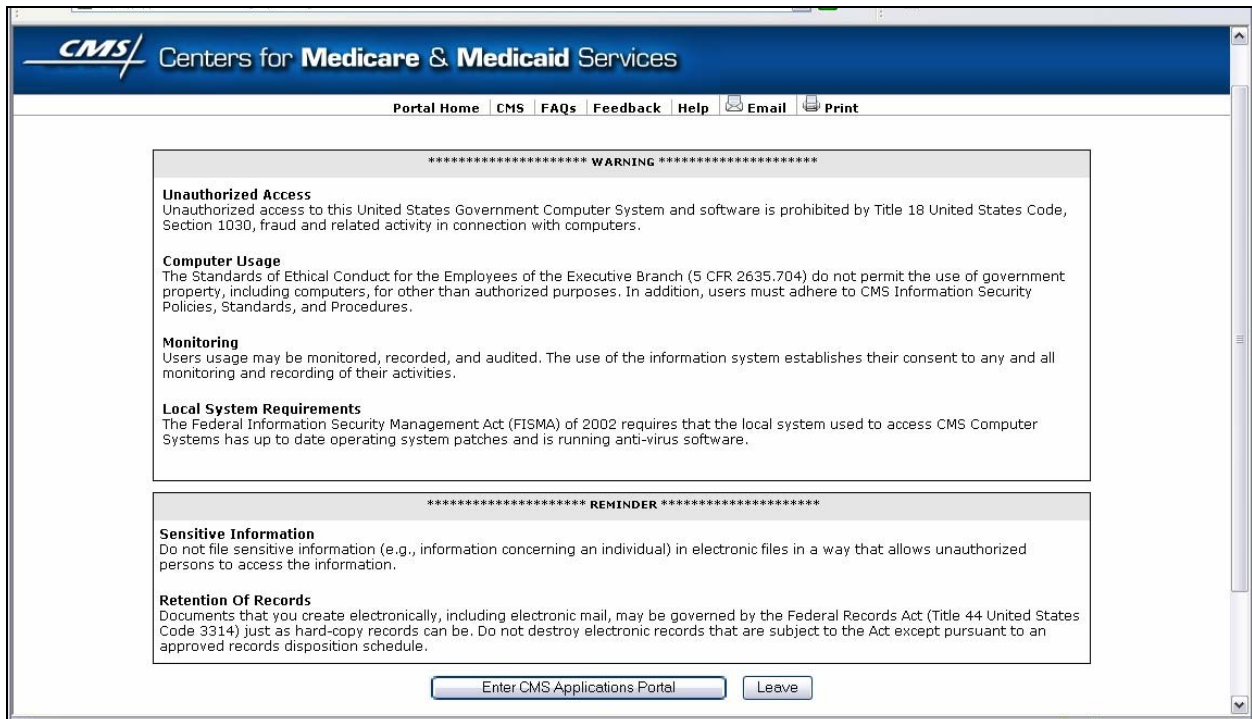 CMS Centers for Medicare & Medicaid Services
Portal Home CMS FAQs Feedback Help Email Print
********************* WARNING *********************
Unauthorized Access
Unauthorized access to this United States Government Computer System and software is prohibited by Title 18 United States Code,
Section 1030, fraud and related activity in connection with computers.
Computer Usage
The Standards of Ethical Conduct for the Employees of the Executive Branch (5 CFR 2635.704) do not permit the use of government
property, including computers, for other than authorized purposes. In addition, users must adhere to CMS Information Security
Policies, Standards, and Procedures.
Monitoring
Users usage may be monitored, recorded, and audited. The use of the information system establishes their consent to any and all
monitoring and recording of their activities.
Local System Requirements
The Federal Information Security Management Act (FISMA) of 2002 requires that the local system used to access CMS Computer
Systems has up to date operating system patches and is running anti-virus software.
********************* REMINDER *********************
Sensitive Information
Do not file sensitive information (e.g., information concerning an individual) in electronic files in a way that allows unauthorized
persons to access the information.
Retention Of Records
Documents that you create electronically, including electronic mail, may be governed by the Federal Records Act (Title 44 United States
Code 3314) just as hard-copy records can be. Do not destroy electronic records that are subject to the Act except pursuant to an
approved records disposition schedule.
Enter CMS Applications Portal Leave